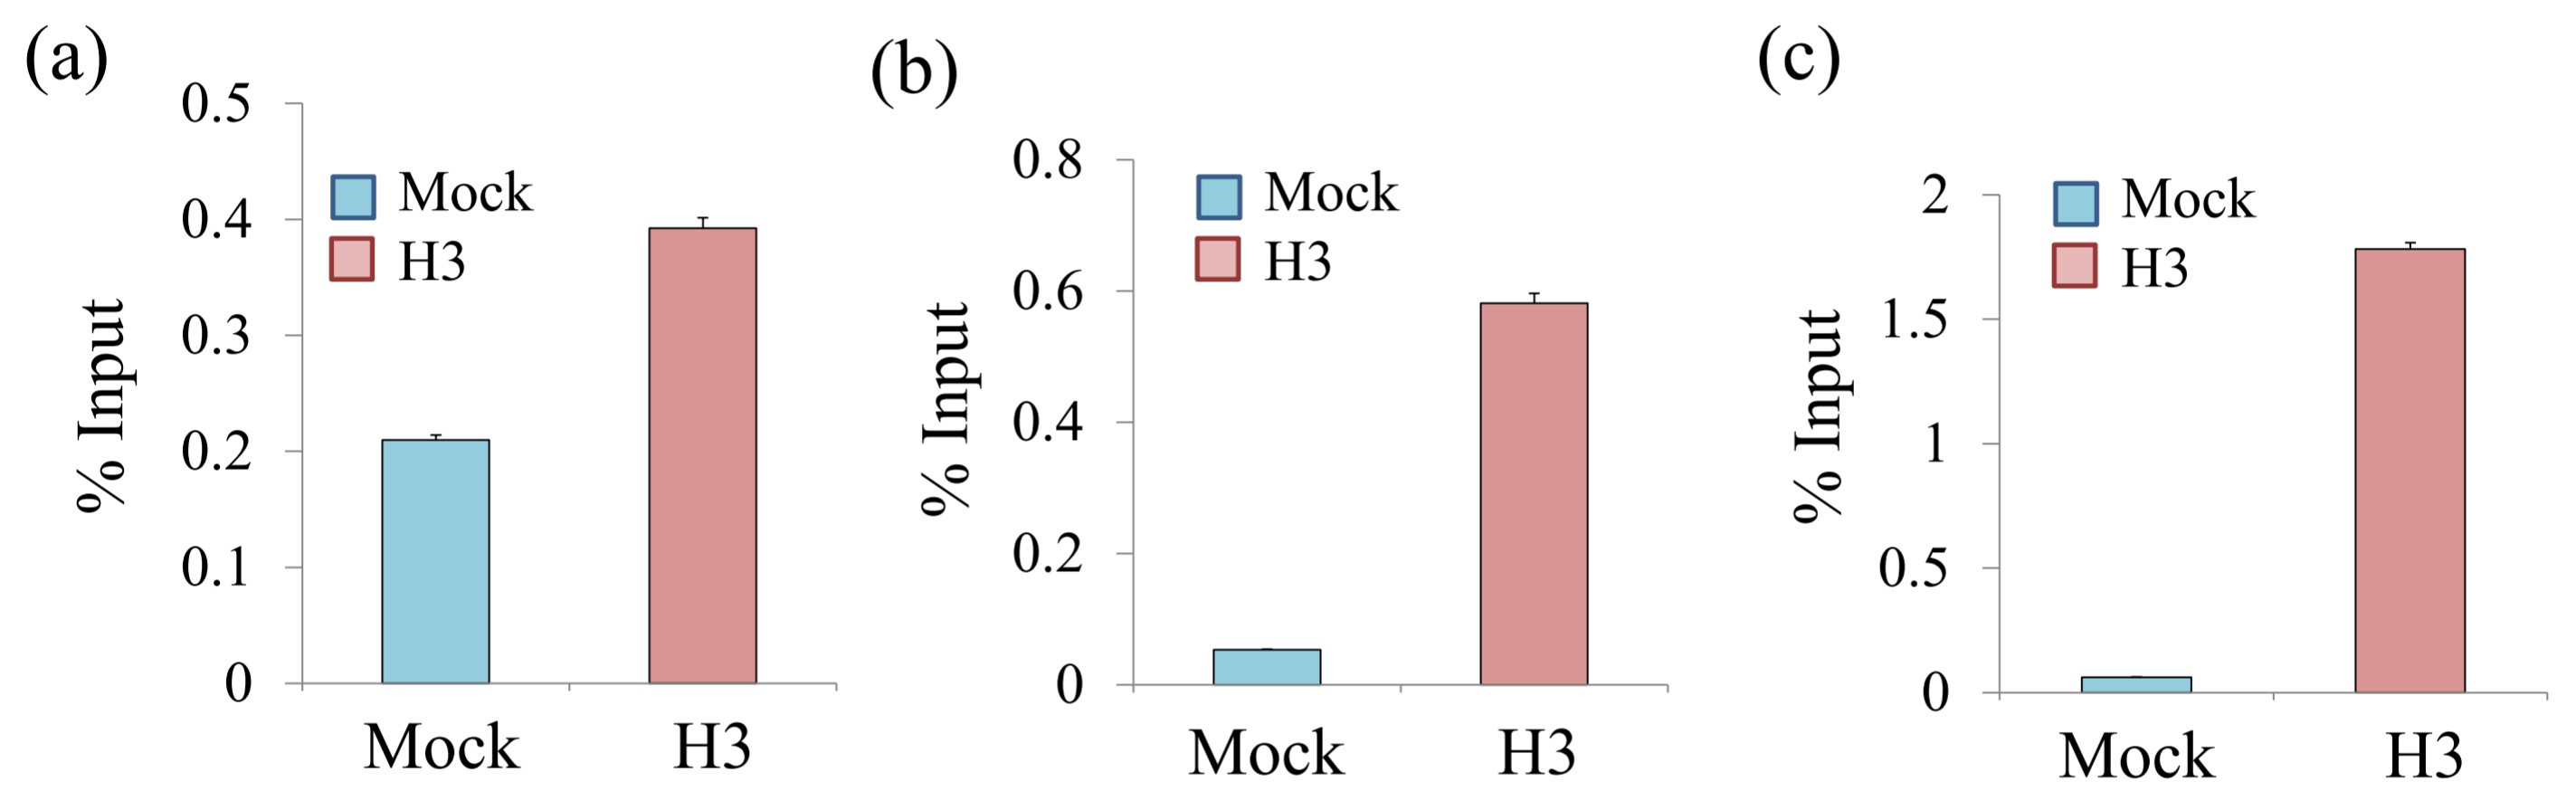 (a)
0.5
0.4
0.3
0.2
0.1
0
% Input
Mock
H3
Mock
H3
(b)
0.8
0.6
0.4
0.2
0
% Input
Mock
H3
Mock
H3
(c)
2
1.5
1
0.5
0
% Input
Mock
H3
Mock
H3